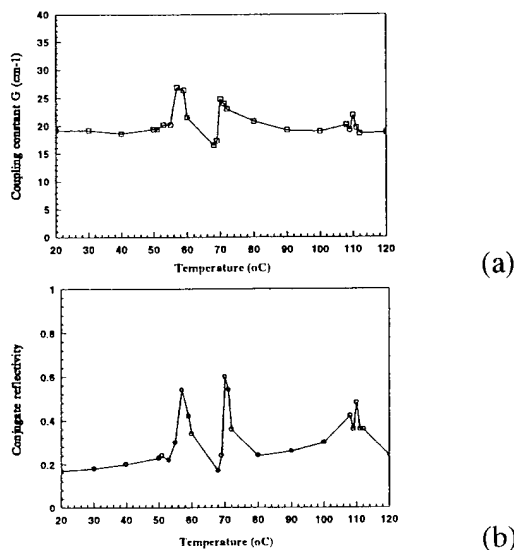 40
35
30
25
20
15
10
5
0
Coupling constant G (cm-1)
20 30 40 50 60 70 80 90 100 110 120
Temperature (oC)
(a)
1
0.8
0.6
0.4
0.2
0
Conjugate reflectivity
20 30 40 50 60 70 80 90 100 110 120
Temperature (oC)
(b)